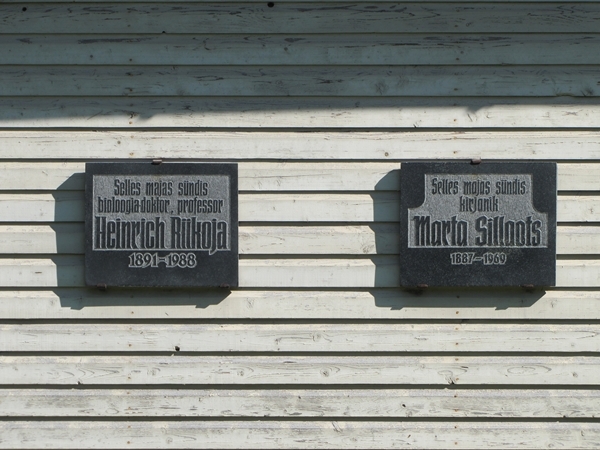 Selles majas sündis
bioloogiadoktor, professor
Heinrich Riikoja
1891–1988
Selles majas sündis
kirjanik
Marta Sillaots
1887–1969